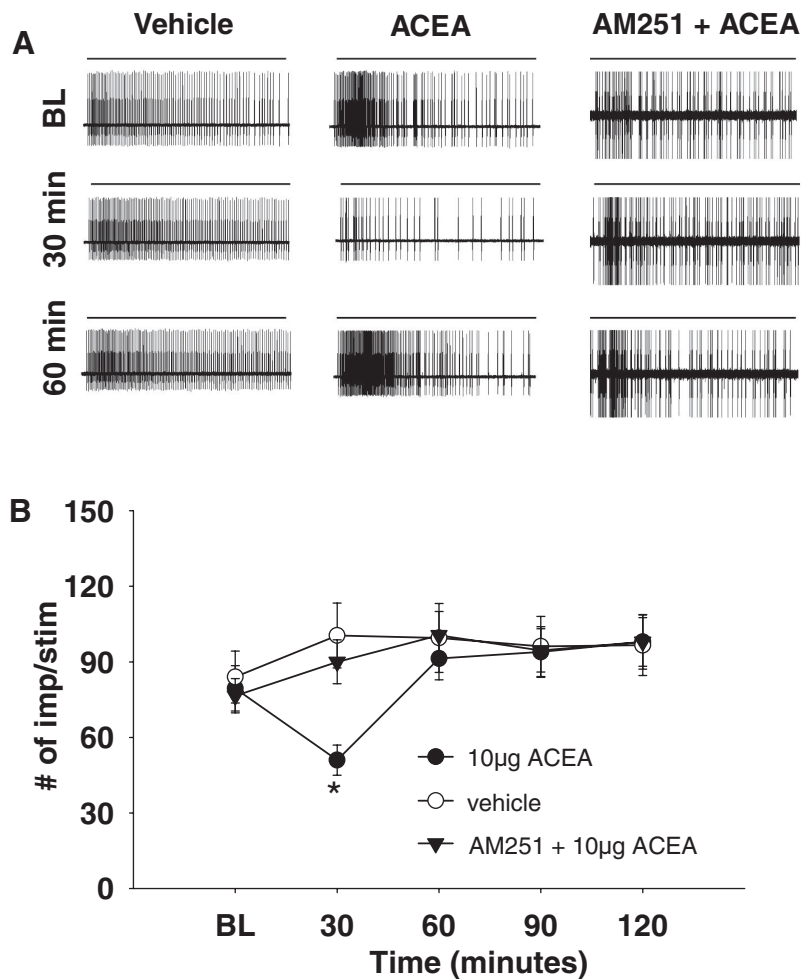 A
Vehicle
ACEA
AM251 + ACEA
BL
30 min
60 min
B
150
120
90
60
30
0
# of imp/stim
*
10µg ACEA
vehicle
AM251 + 10µg ACEA
BL 30 60 90 120
Time (minutes)